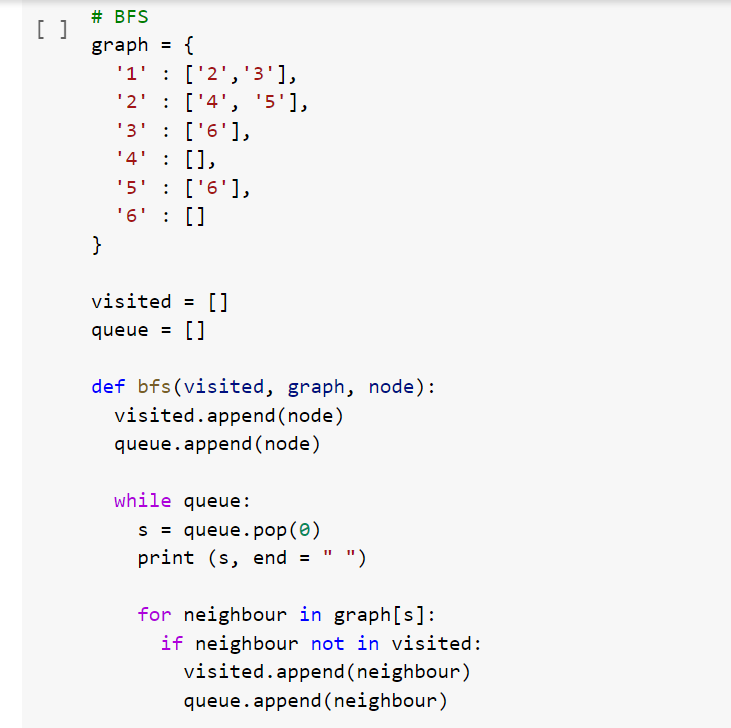 [ ]
# BFS
graph = {
  '1' : ['2','3'],
  '2' : ['4', '5'],
  '3' : ['6'],
  '4' : [],
  '5' : ['6'],
  '6' : []
}

visited = []
queue = []

def bfs(visited, graph, node):
  visited.append(node)
  queue.append(node)

  while queue:
    s = queue.pop(0)
    print (s, end = " ")

    for neighbour in graph[s]:
      if neighbour not in visited:
        visited.append(neighbour)
        queue.append(neighbour)